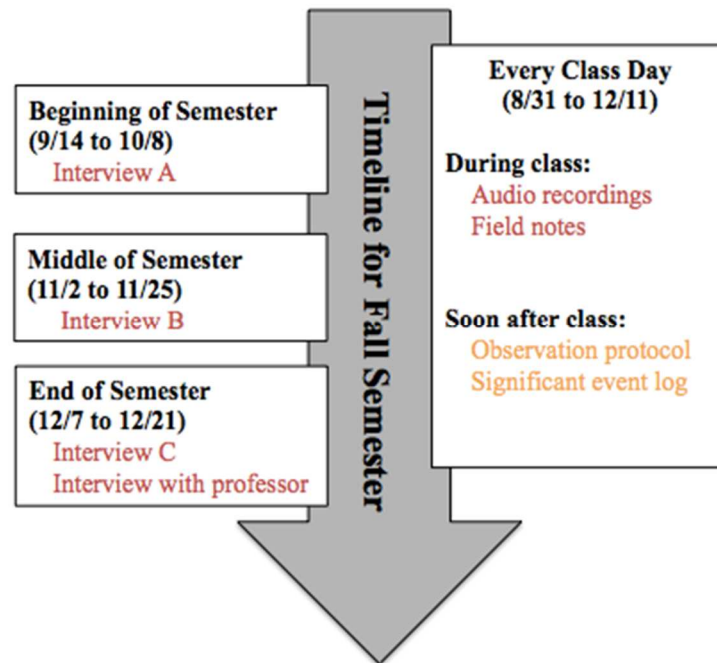 Beginning of Semester
(9/14 to 10/8)
Interview A
Middle of Semester
(11/2 to 11/25)
Interview B
End of Semester
(12/7 to 12/21)
Interview C
Interview with professor
Timeline for Fall Semester
Every Class Day
(8/31 to 12/11)
During class:
Audio recordings
Field notes
Soon after class:
Observation protocol
Significant event log